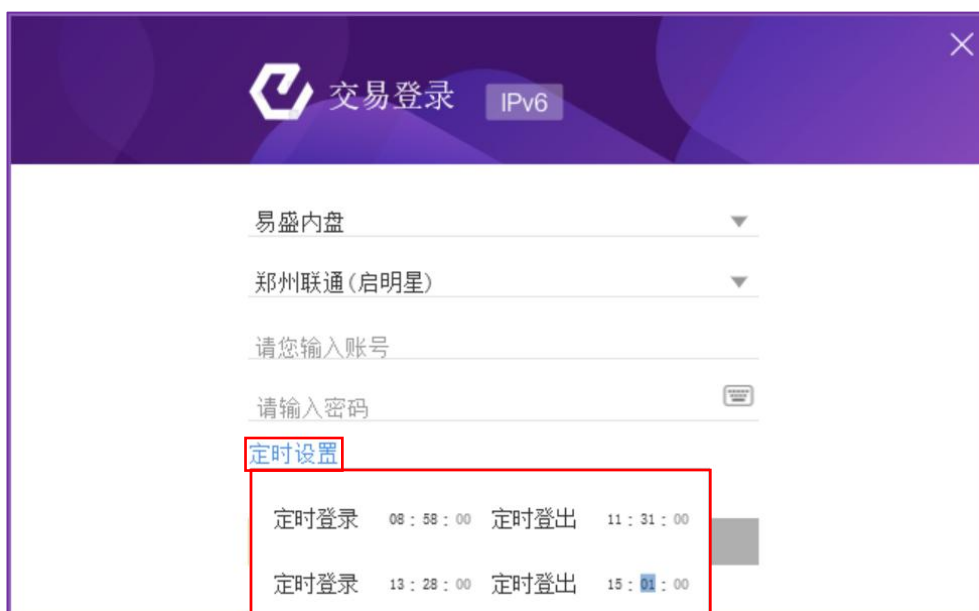 交易登录 IPv6
易盛内盘
郑州联通(启明星)
请您输入账号
请输入密码
定时设置
定时登录 08:58:00 定时登出 11:31:00
定时登录 13:28:00 定时登出 15:01:00